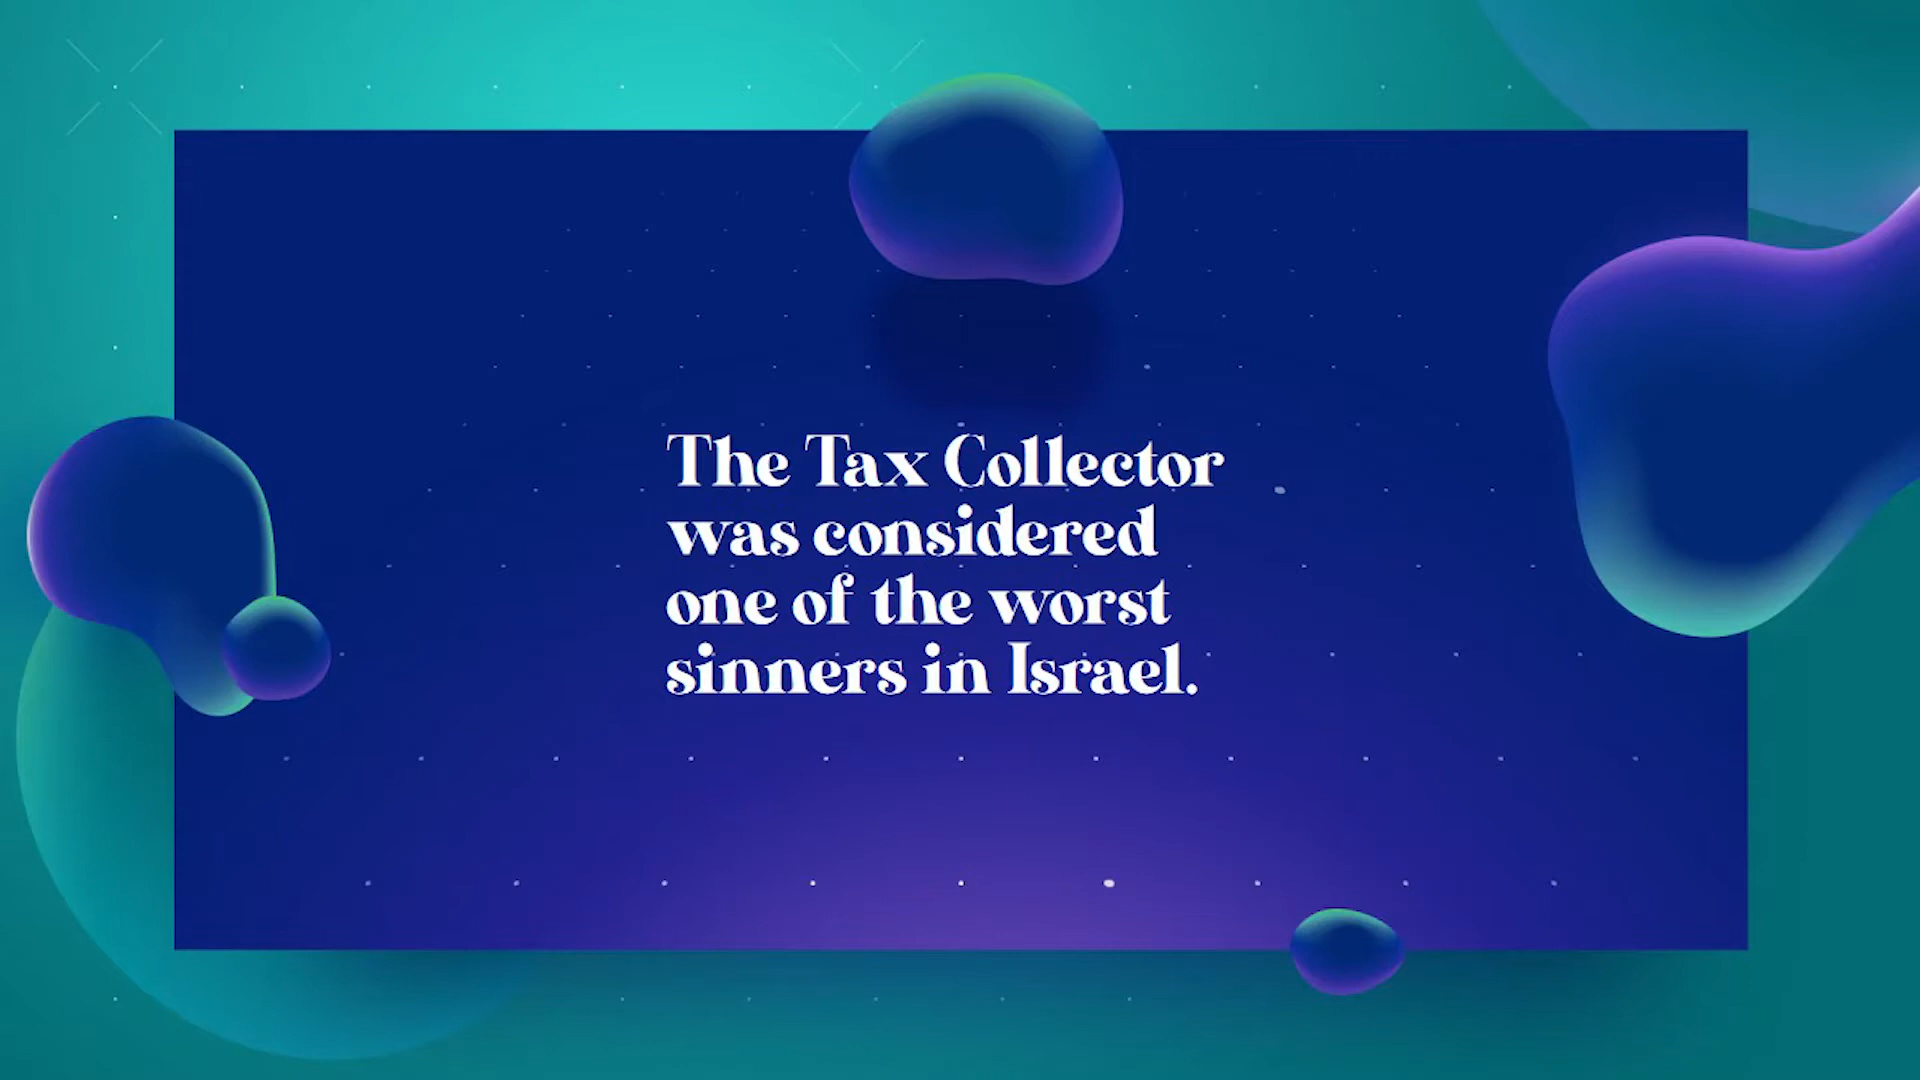 The Tax Collector
was considered
one of the worst
sinners in Israel.